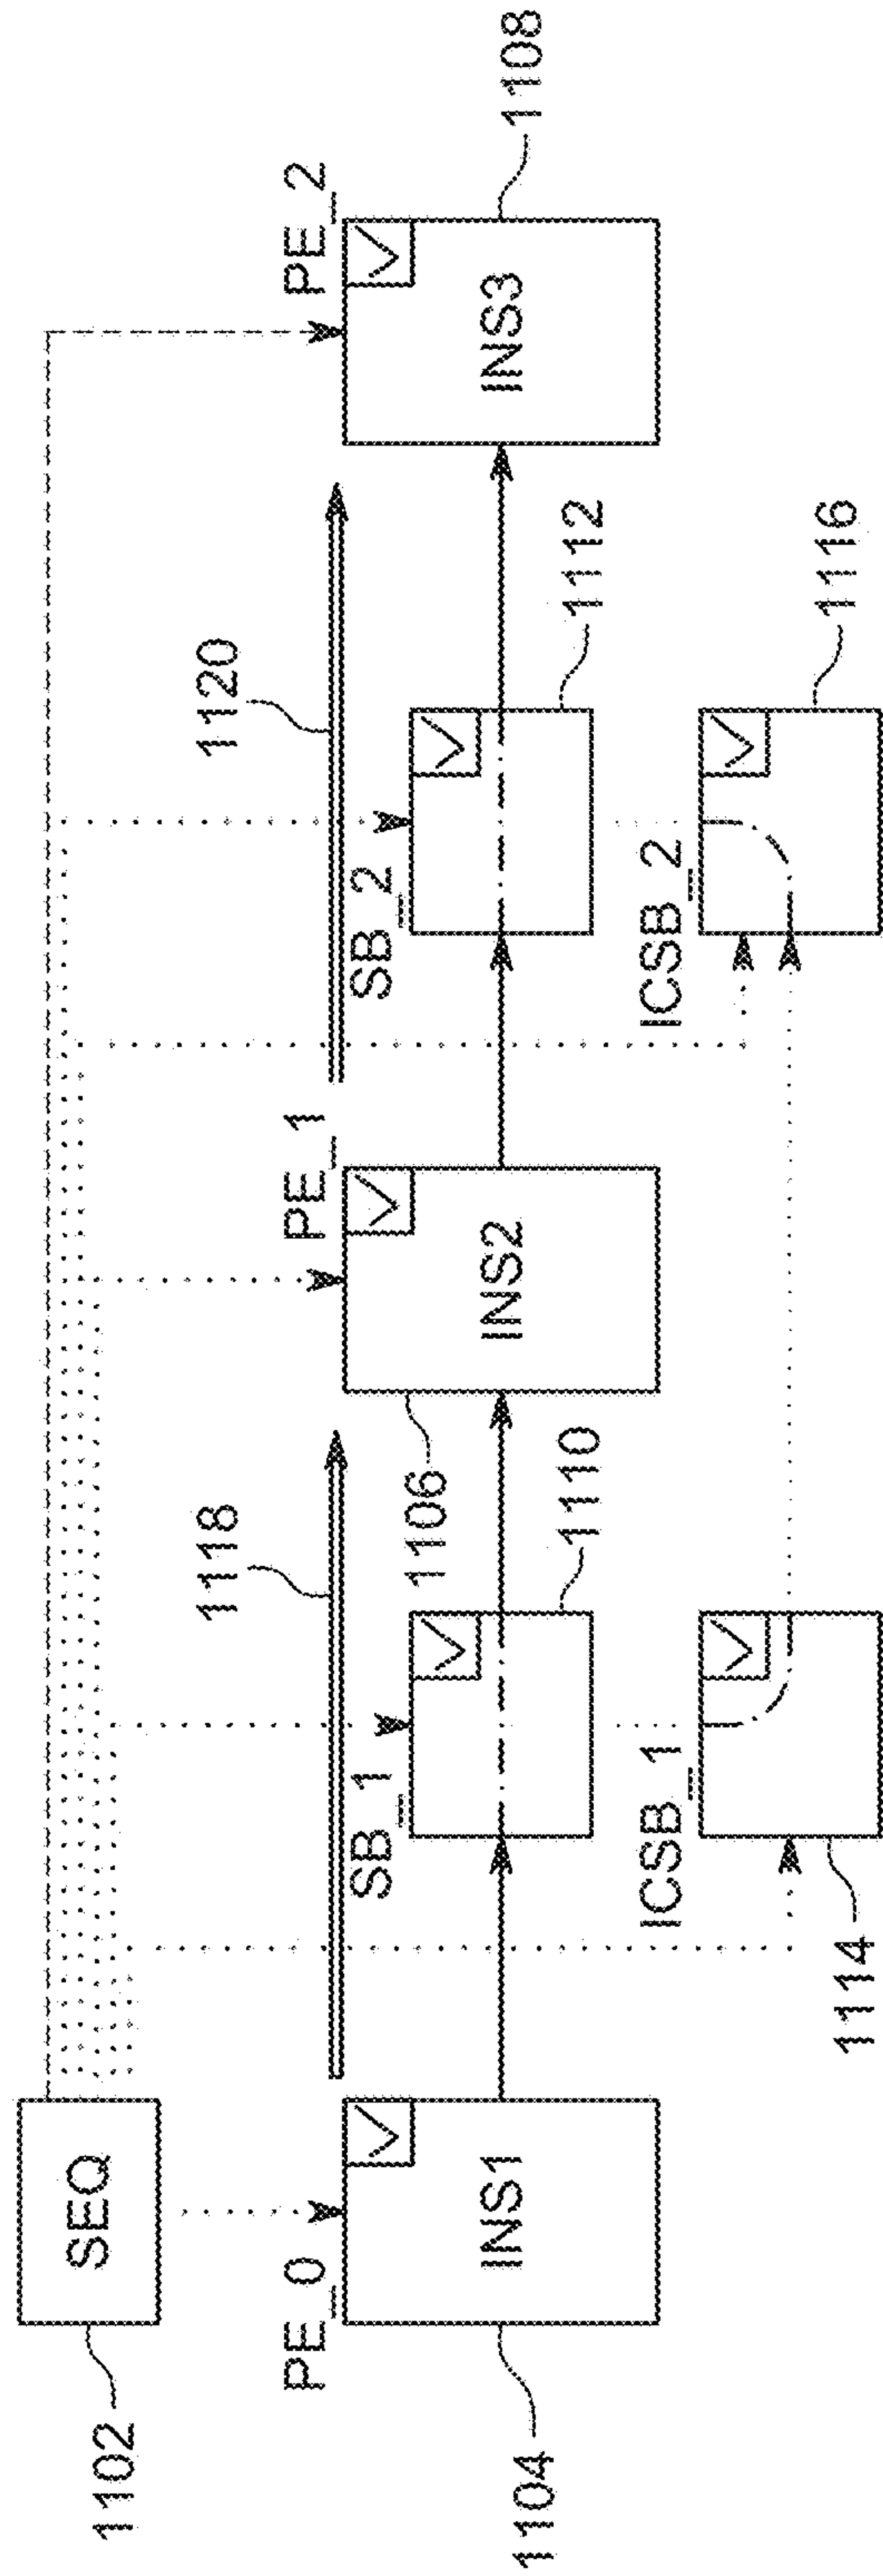 1102
SEQ
1118
1120
PE_0
PE_1
PE_2
SB_1
SB_2
1104
INS1
1106
INS2
INS3
1108
1110
1112
ICSB_1
ICSB_2
1114
1116